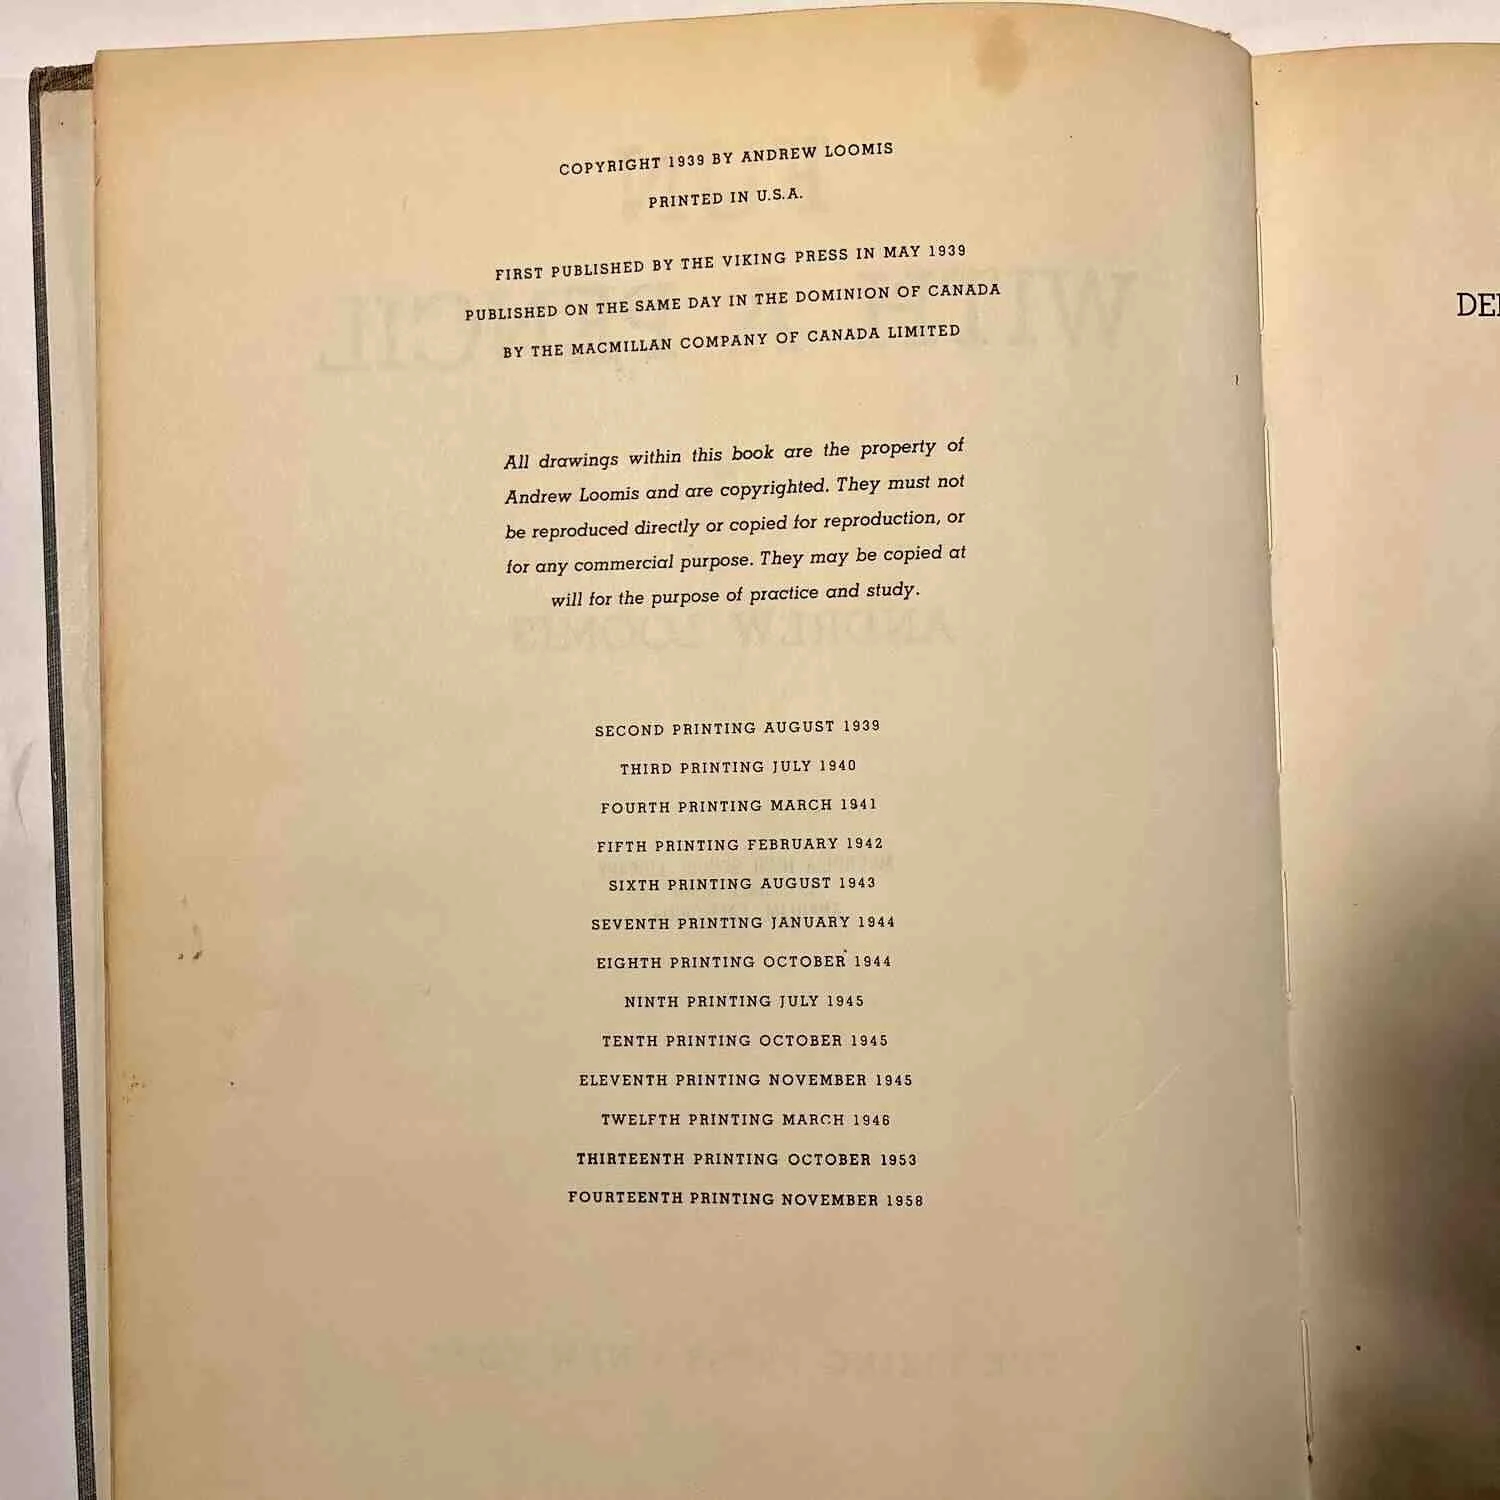 COPYRIGHT 1939 BY ANDREW LOOMIS
PRINTED IN U.S.A.
FIRST PUBLISHED BY THE VIKING PRESS IN MAY 1939
PUBLISHED ON THE SAME DAY IN THE DOMINION OF CANADA
BY THE MACMILLAN COMPANY OF CANADA LIMITED
All drawings within this book are the property of
Andrew Loomis and are copyrighted. They must not
be reproduced directly or copied for reproduction, or
for any commercial purpose. They may be copied at
will for the purpose of practice and study.
SECOND PRINTING AUGUST 1939
THIRD PRINTING JULY 1940
FOURTH PRINTING MARCH 1941
FIFTH PRINTING FEBRUARY 1942
SIXTH PRINTING AUGUST 1943
SEVENTH PRINTING JANUARY 1944
EIGHTH PRINTING OCTOBER 1944
NINTH PRINTING JULY 1945
TENTH PRINTING OCTOBER 1945
ELEVENTH PRINTING NOVEMBER 1945
TWELFTH PRINTING MARCH 1946
THIRTEENTH PRINTING OCTOBER 1953
FOURTEENTH PRINTING NOVEMBER 1958